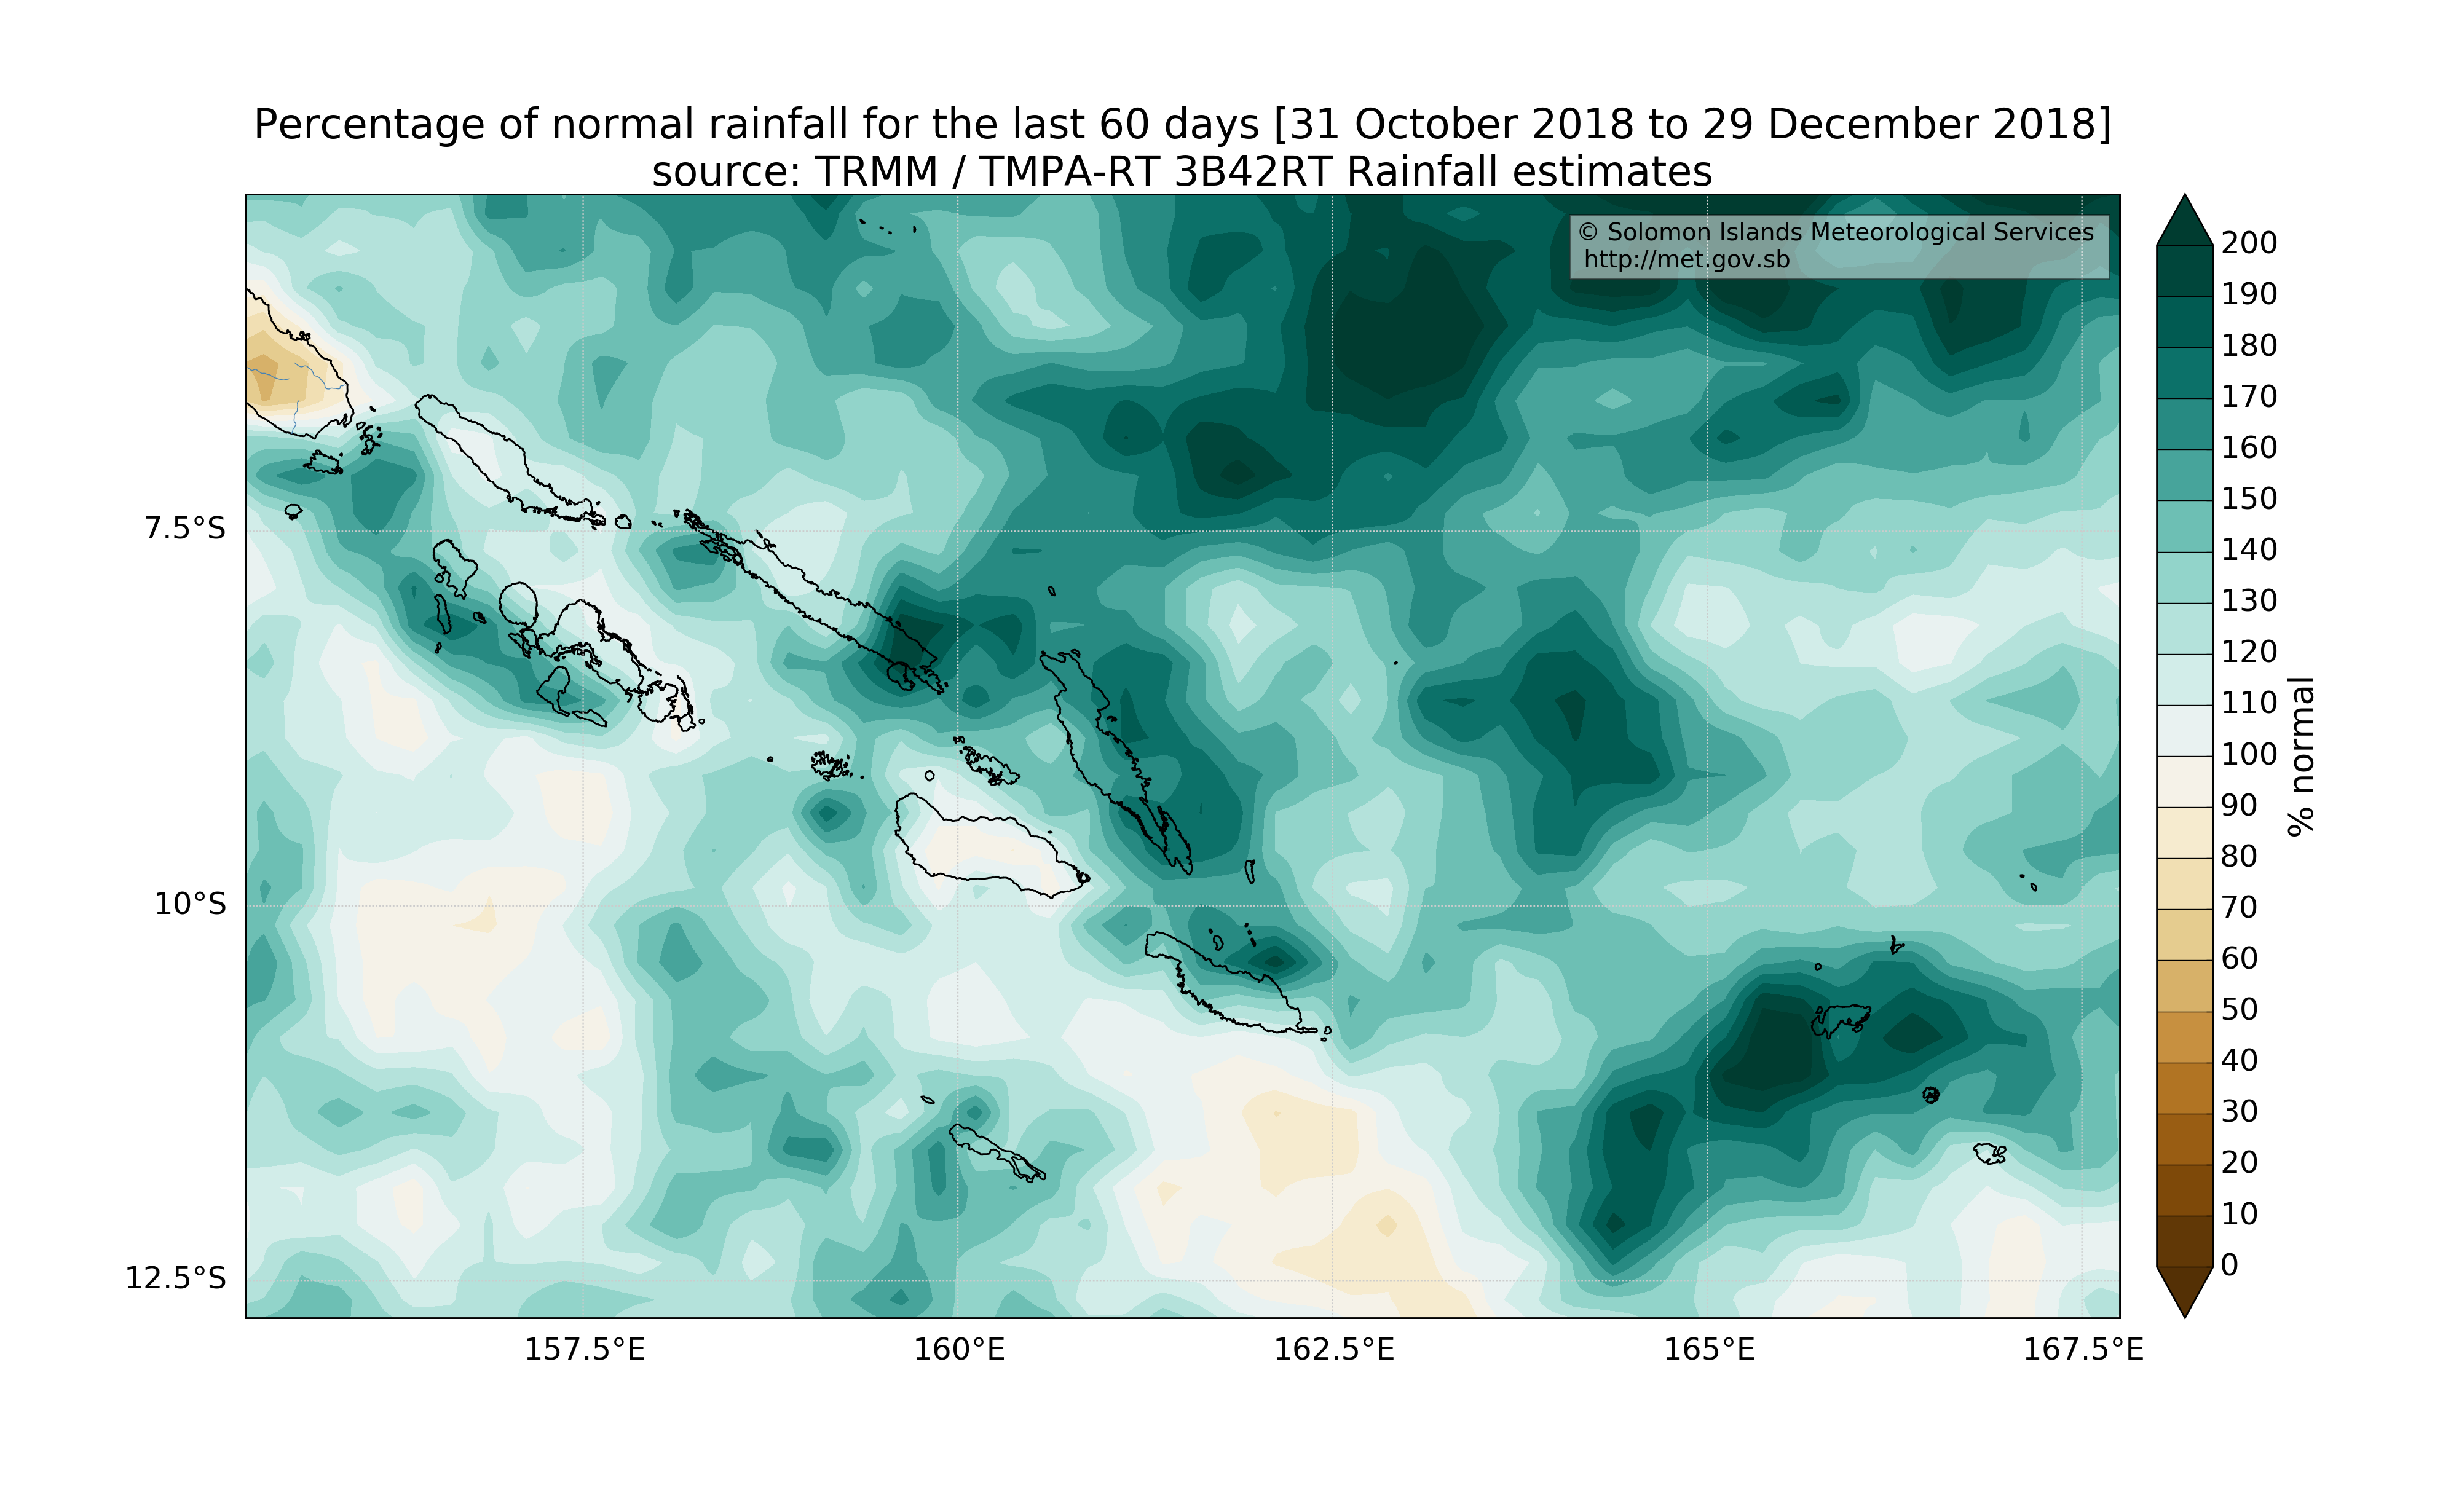 Percentage of normal rainfall for the last 60 days [31 October 2018 to 29 December 2018]
source: TRMM / TMPA-RT 3B42RT Rainfall estimates
© Solomon Islands Meteorological Services
http://met.gov.sb
7.5°S
10°S
12.5°S
157.5°E
160°E
162.5°E
165°E
167.5°E
200
190
180
170
160
150
140
130
120
110
100
90
80
70
60
50
40
30
20
10
0
% normal